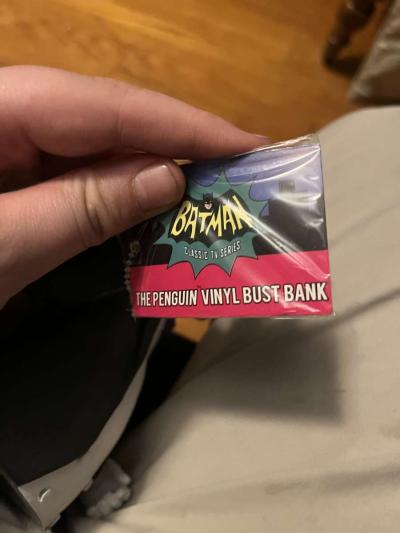 BATMAN
CLASSIC TV SERIES
THE PENGUIN VINYL BUST BANK